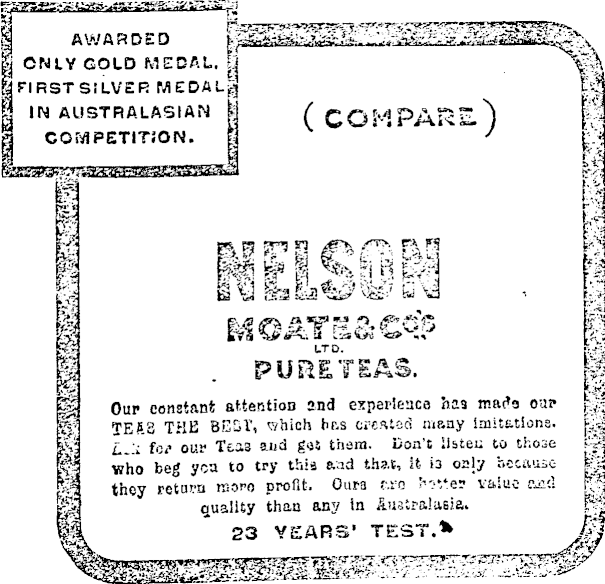 AWARDED
ONLY GOLD MEDAL,
FIRST SILVER MEDAL
IN AUSTRALASIAN
COMPETITION.
(COMPARE)
NELSON
MOATE & CO'S
LTD.
PURE TEAS.
Our constant attention and experience has made our
TEAS THE BEST, which has created many imitations.
Ask for our Teas and get them. Don't listen to those
who beg you to try this and that, it is only because
they return more profit. Ours are better value and
quality than any in Australasia.
23 YEARS' TEST.